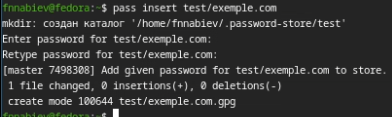 fnnabiev@fedora:~$ pass insert test/exemple.com
mkdir: создан каталог '/home/fnnabiev/.password-store/test'
Enter password for test/exemple.com:
Retype password for test/exemple.com:
[master 7498308] Add given password for test/exemple.com to store.
1 file changed, 0 insertions(+), 0 deletions(-)
create mode 100644 test/exemple.com.gpg
fnnabiev@fedora:~$